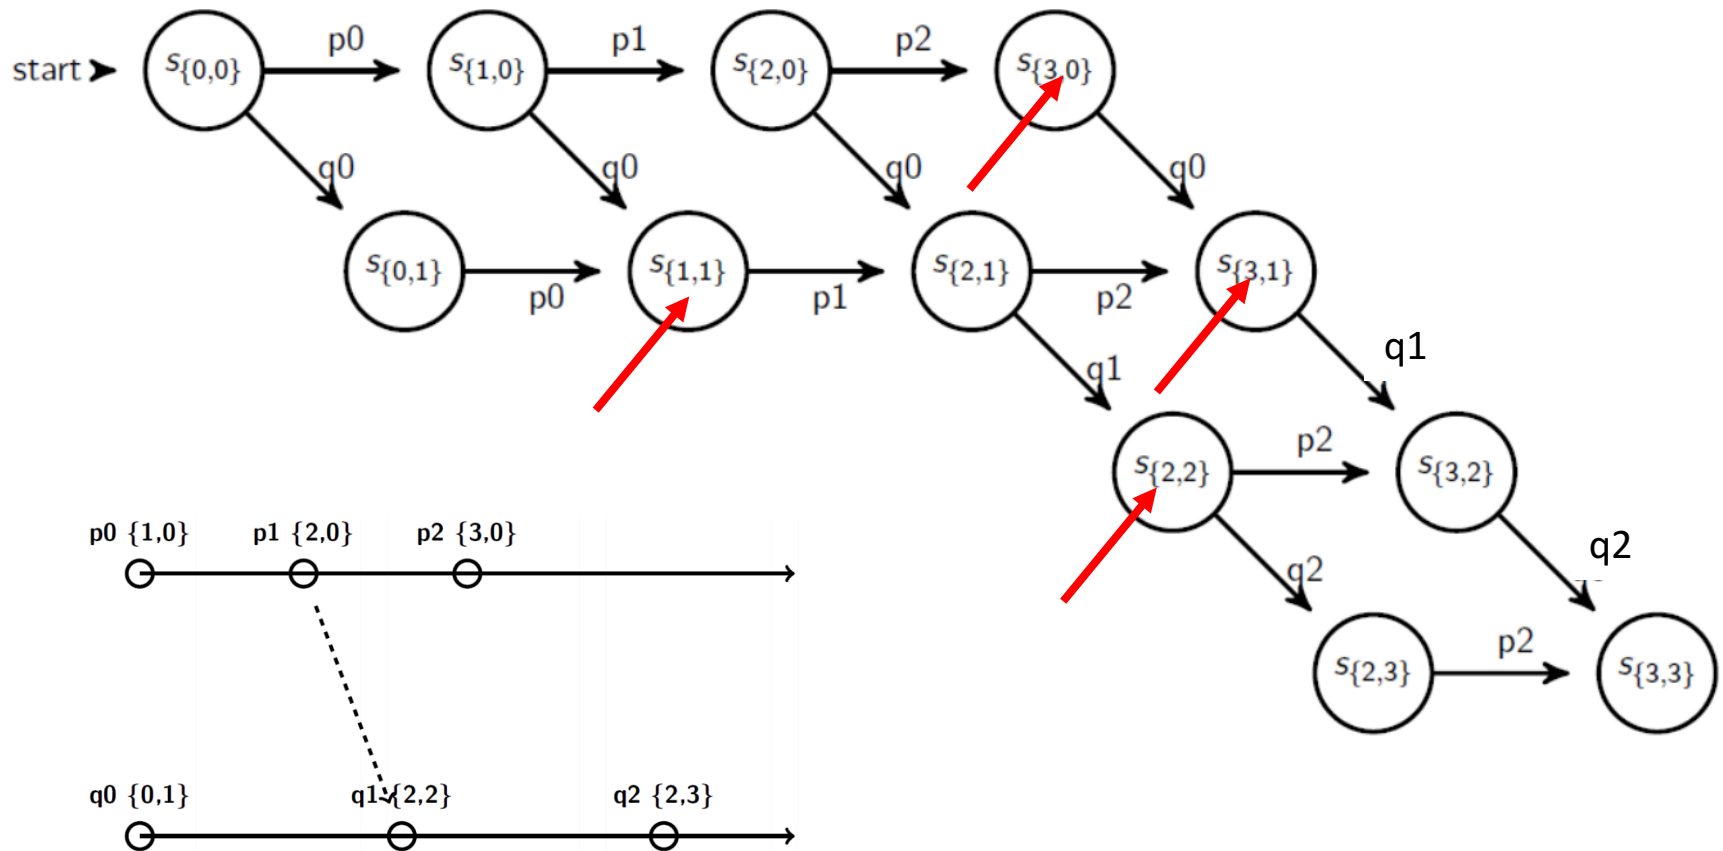 p0 p1 p2
start S{0,0} S{1,0} S{2,0} S{3,0}
q0 q0 q0 q0
S{0,1} S{1,1} S{2,1} S{3,1}
p0 p1 p2
q1 q1
p2
S{2,2} S{3,2}
p0 {1,0} p1 {2,0} p2 {3,0}
q2 q2
p2
S{2,3} S{3,3}
q0 {0,1} q1 {2,2} q2 {2,3}